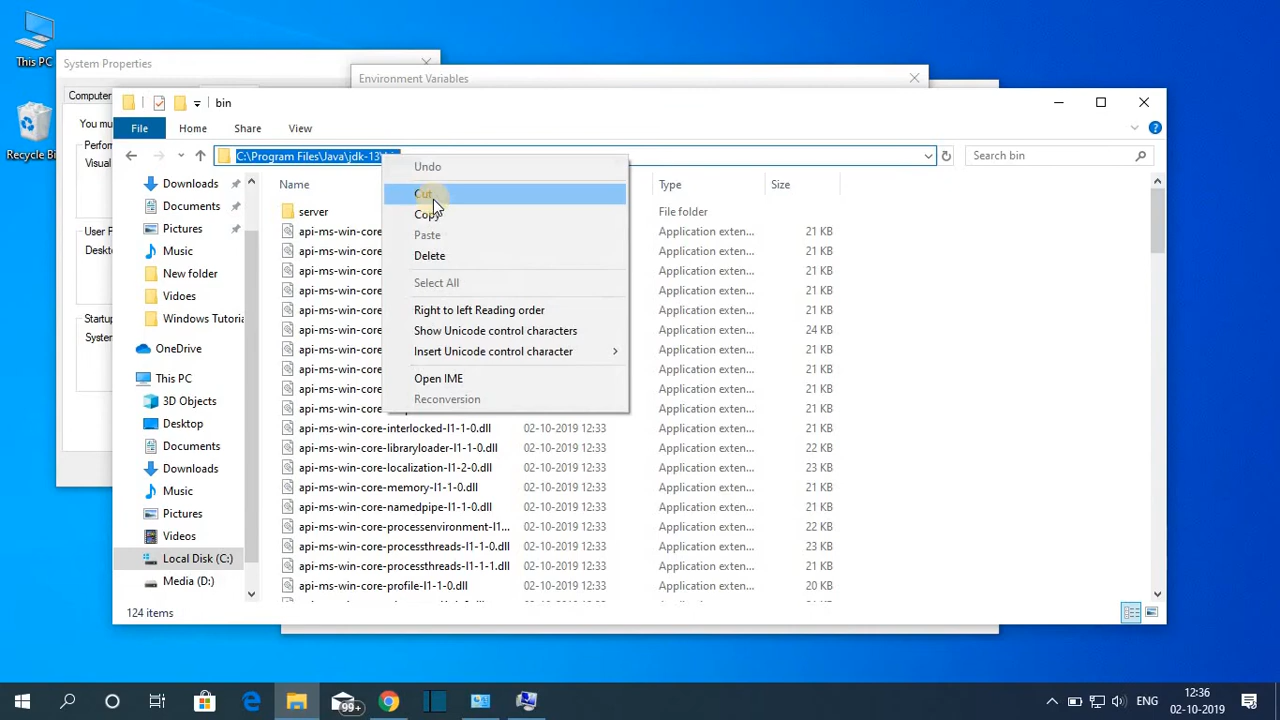 This PC
Recycle Bi
System Properties
Computer
You mu
Perform
Visual
User P
Deskto
Startu
System
Environment Variables
bin
File
Home
Share
View
C:\Program Files\Java\jdk-13\
Search bin
Downloads
Documents
Pictures
Music
New folder
Vidoes
Windows Tutoria
OneDrive
This PC
3D Objects
Desktop
Documents
Downloads
Music
Pictures
Videos
Local Disk (C:)
Media (D:)
Name
Type
Size
server
File folder
api-ms-win-core
Application exten...
21 KB
api-ms-win-core
Application exten...
21 KB
api-ms-win-core
Application exten...
21 KB
api-ms-win-core
Application exten...
21 KB
api-ms-win-core
Application exten...
21 KB
api-ms-win-core
Application exten...
24 KB
api-ms-win-core
Application exten...
21 KB
api-ms-win-core
Application exten...
21 KB
api-ms-win-core
Application exten...
21 KB
api-ms-win-core
Application exten...
21 KB
api-ms-win-core-interlocked-l1-1-0.dll
02-10-2019 12:33
Application exten...
21 KB
api-ms-win-core-libraryloader-l1-1-0.dll
02-10-2019 12:33
Application exten...
22 KB
api-ms-win-core-localization-l1-2-0.dll
02-10-2019 12:33
Application exten...
23 KB
api-ms-win-core-memory-l1-1-0.dll
02-10-2019 12:33
Application exten...
21 KB
api-ms-win-core-namedpipe-l1-1-0.dll
02-10-2019 12:33
Application exten...
21 KB
api-ms-win-core-processenvironment-l1...
02-10-2019 12:33
Application exten...
22 KB
api-ms-win-core-processthreads-l1-1-0.dll
02-10-2019 12:33
Application exten...
23 KB
api-ms-win-core-processthreads-l1-1-1.dll
02-10-2019 12:33
Application exten...
21 KB
api-ms-win-core-profile-l1-1-0.dll
02-10-2019 12:33
Application exten...
20 KB
Undo
Cut
Copy
Paste
Delete
Select All
Right to left Reading order
Show Unicode control characters
Insert Unicode control character
Open IME
Reconversion
124 items
99+
ENG
12:36
02-10-2019